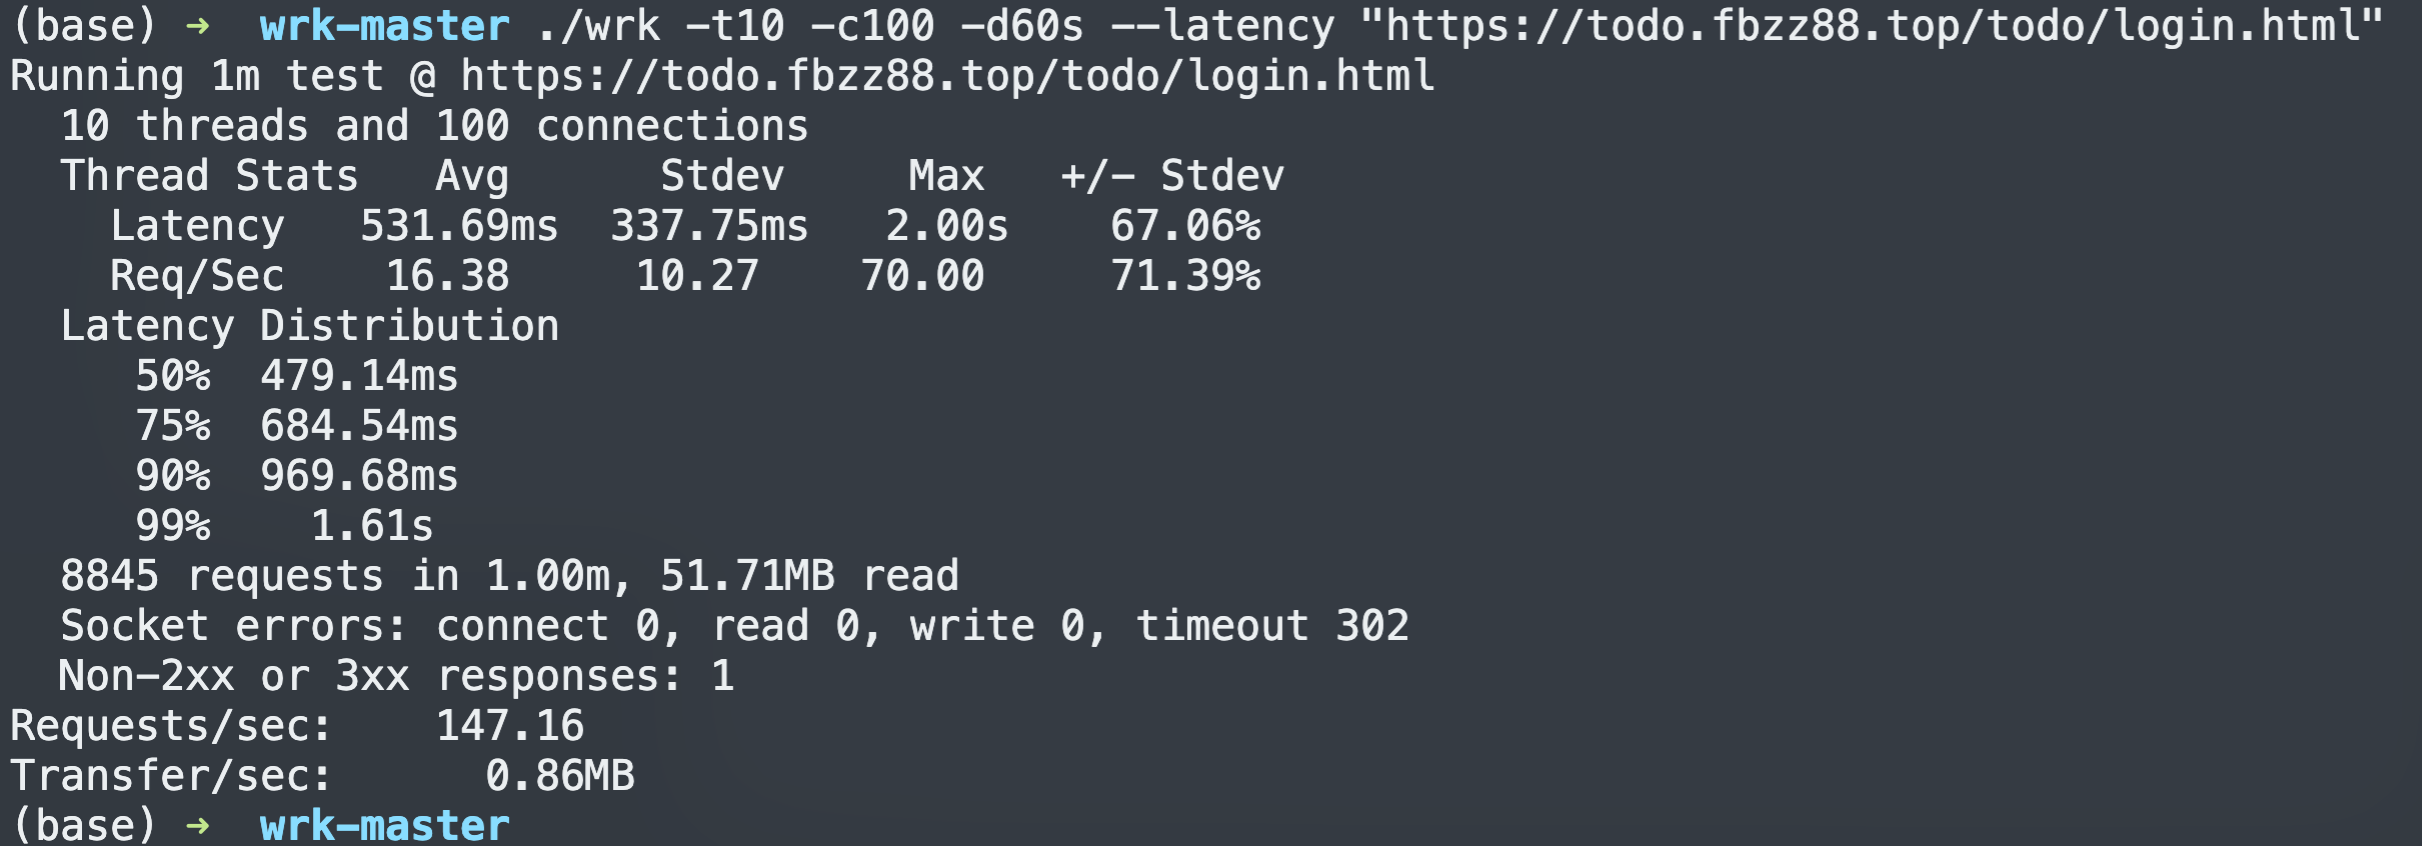 (base) ➜  wrk-master ./wrk -t10 -c100 -d60s --latency "https://todo.fbzz88.top/todo/login.html"
Running 1m test @ https://todo.fbzz88.top/todo/login.html
  10 threads and 100 connections
  Thread Stats   Avg      Stdev     Max   +/- Stdev
    Latency   531.69ms  337.75ms   2.00s    67.06%
    Req/Sec    16.38     10.27    70.00     71.39%
  Latency Distribution
     50%  479.14ms
     75%  684.54ms
     90%  969.68ms
     99%    1.61s
  8845 requests in 1.00m, 51.71MB read
  Socket errors: connect 0, read 0, write 0, timeout 302
  Non-2xx or 3xx responses: 1
Requests/sec:    147.16
Transfer/sec:      0.86MB
(base) ➜  wrk-master